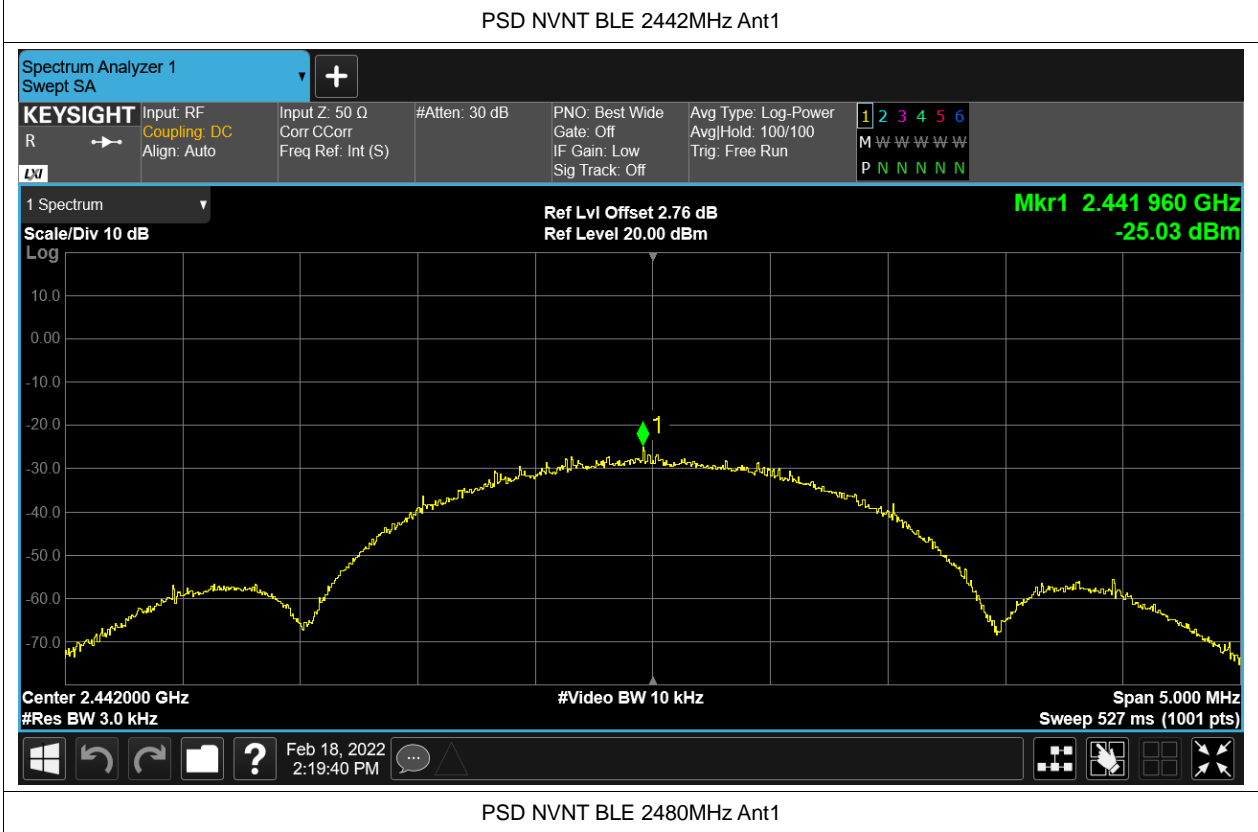 PSD NVNT BLE 2442MHz Ant1
Spectrum Analyzer 1
Swept SA
+
KEYSIGHT
R
LXI
Input: RF
Coupling: DC
Align: Auto
Input Z: 50 Ω
Corr CCorr
Freq Ref: Int (S)
#Atten: 30 dB
PNO: Best Wide
Gate: Off
IF Gain: Low
Sig Track: Off
Avg Type: Log-Power
Avg|Hold: 100/100
Trig: Free Run
1 2 3 4 5 6
M W W W W W
P N N N N N
1 Spectrum
Scale/Div 10 dB
Ref Lvl Offset 2.76 dB
Ref Level 20.00 dBm
Mkr1 2.441 960 GHz
-25.03 dBm
Log
10.0
0.00
-10.0
-20.0
-30.0
-40.0
-50.0
-60.0
-70.0
1
Center 2.442000 GHz
#Res BW 3.0 kHz
#Video BW 10 kHz
Span 5.000 MHz
Sweep 527 ms (1001 pts)
?
Feb 18, 2022
2:19:40 PM
PSD NVNT BLE 2480MHz Ant1